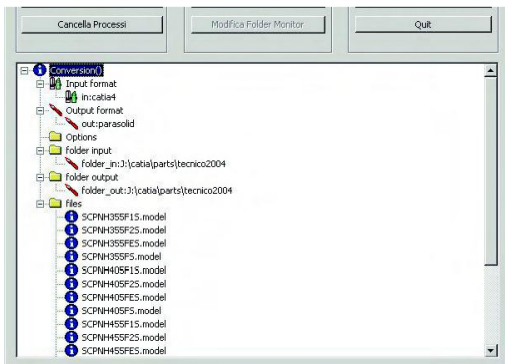 Cancella Processi
Modifica Folder Monitor
Quit
Conversion()
Input format
in:catia4
Output format
out:parasolid
Options
folder input
folder_in:J:\catia\parts\tecnico2004
folder output
folder_out:J:\catia\parts\tecnico2004
files
SCPNH355F1S.model
SCPNH355F2S.model
SCPNH355FES.model
SCPNH355FS.model
SCPNH405F1S.model
SCPNH405F2S.model
SCPNH405FES.model
SCPNH405FS.model
SCPNH455F1S.model
SCPNH455F2S.model
SCPNH455FES.model